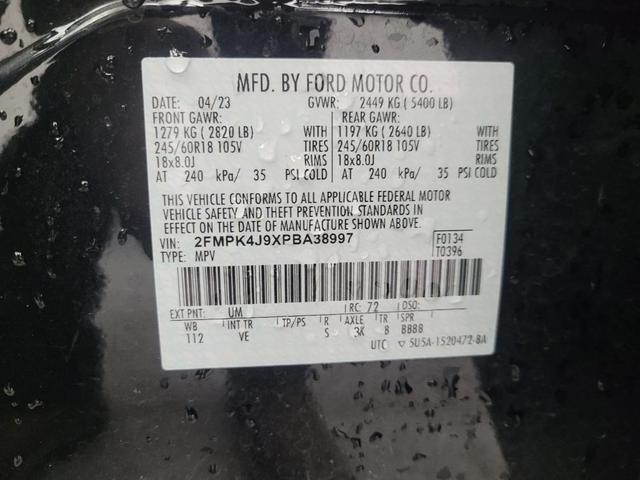 MFD. BY FORD MOTOR CO.
DATE: 04/23 GVWR: 2449 KG ( 5400 LB)
FRONT GAWR: REAR GAWR:
1279 KG ( 2820 LB) WITH 1197 KG ( 2640 LB) WITH
245/60R18 105V TIRES 245/60R18 105V TIRES
18x8.0J RIMS 18x8.0J RIMS
AT 240 kPa/ 35 PSI COLD AT 240 kPa/ 35 PSI COLD
THIS VEHICLE CONFORMS TO ALL APPLICABLE FEDERAL MOTOR
VEHICLE SAFETY AND THEFT PREVENTION STANDARDS IN
EFFECT ON THE DATE OF MANUFACTURE SHOWN ABOVE.
VIN: 2FMPK4J9XPBA38997 F0134
TYPE: MPV T0396
EXT PNT: UM RC: 72 DSO:
WB INT TR TP/PS R AXLE TR SPR
112 VE S 3K B BBBB
UTC ▽ 5U5A-1520472-BA